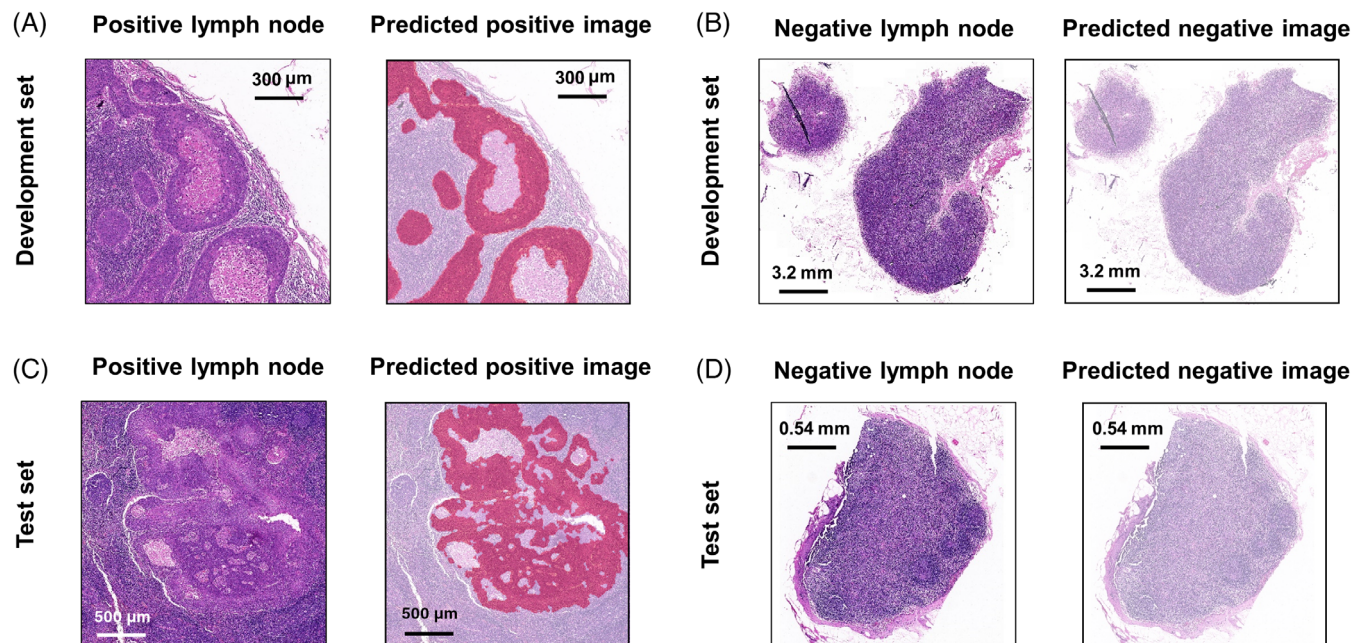 (A)
Positive lymph node
Predicted positive image
Development set
300 µm
300 µm
(B)
Negative lymph node
Predicted negative image
Development set
3.2 mm
3.2 mm
(C)
Positive lymph node
Predicted positive image
Test set
500 µm
500 µm
(D)
Negative lymph node
Predicted negative image
Test set
0.54 mm
0.54 mm